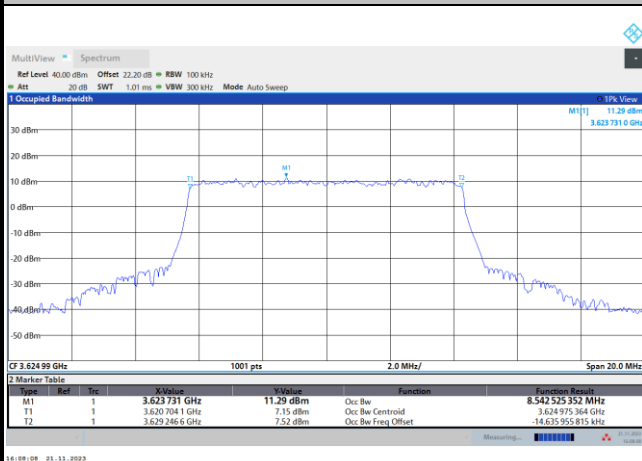 MultiView Spectrum
Ref Level 40.00 dBm Offset 22.20 dB RBW 100 kHz
Att 20 dB SWT 1.01 ms VBW 300 kHz Mode Auto Sweep
1 Occupied Bandwidth 1Pk View
M1[1] 11.29 dBm
3.623 731 0 GHz
30 dBm
20 dBm
M1
T1 T2
10 dBm
0 dBm
-10 dBm
-20 dBm
-30 dBm
-40 dBm
-50 dBm
CF 3.624 99 GHz 1001 pts 2.0 MHz/ Span 20.0 MHz
2 Marker Table
Type Ref Trc X-Value Y-Value Function Function Result
M1 1 3.623 731 GHz 11.29 dBm Occ Bw 8.542 525 352 MHz
T1 1 3.620 704 1 GHz 7.15 dBm Occ Bw Centroid 3.624 975 364 GHz
T2 1 3.629 246 6 GHz 7.52 dBm Occ Bw Freq Offset -14.635 955 815 kHz
Measuring... 21.11.2023
16:08:08 21.11.2023